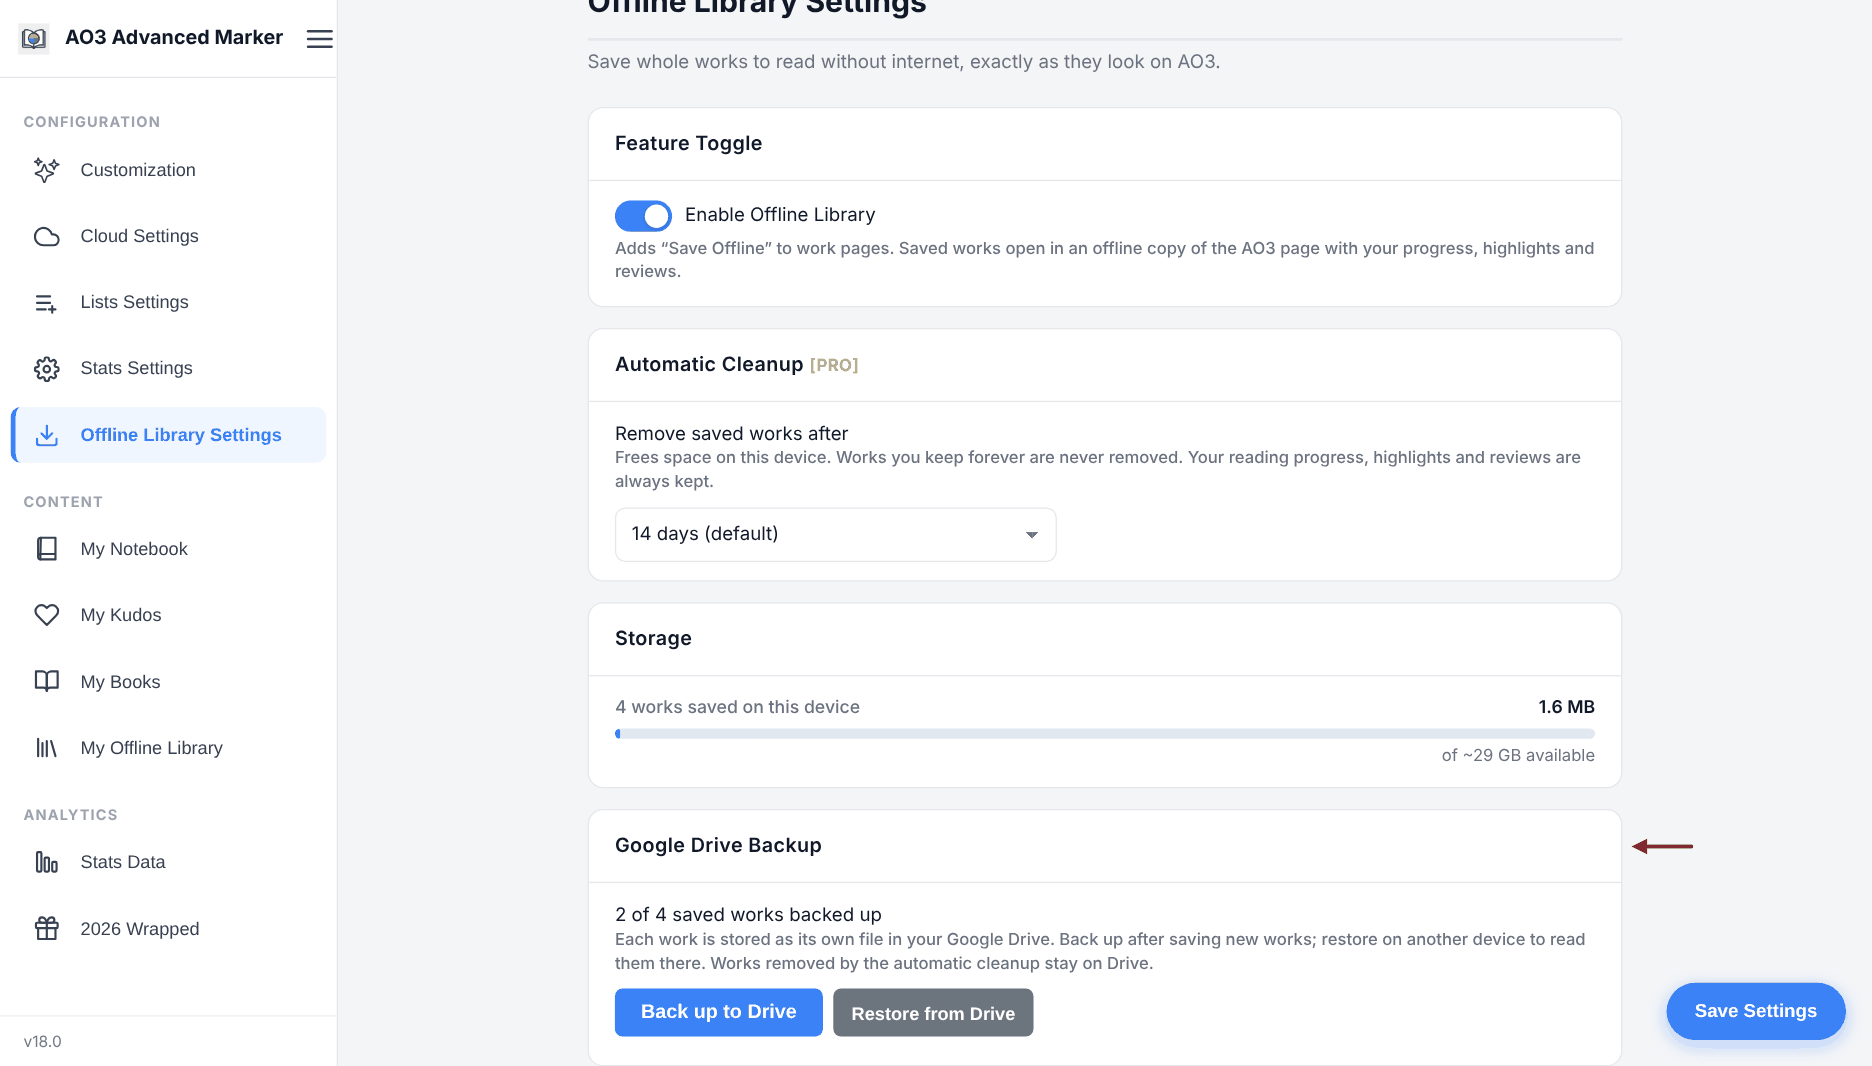 AO3 Advanced Marker
CONFIGURATION
Customization
Cloud Settings
Lists Settings
Stats Settings
Offline Library Settings
CONTENT
My Notebook
My Kudos
My Books
My Offline Library
ANALYTICS
Stats Data
2026 Wrapped
v18.0
Offline Library Settings
Save whole works to read without internet, exactly as they look on AO3.
Feature Toggle
Enable Offline Library
Adds “Save Offline” to work pages. Saved works open in an offline copy of the AO3 page with your progress, highlights and
reviews.
Automatic Cleanup [PRO]
Remove saved works after
Frees space on this device. Works you keep forever are never removed. Your reading progress, highlights and reviews are
always kept.
14 days (default)
Storage
4 works saved on this device
1.6 MB
of ~29 GB available
Google Drive Backup
2 of 4 saved works backed up
Each work is stored as its own file in your Google Drive. Back up after saving new works; restore on another device to read
them there. Works removed by the automatic cleanup stay on Drive.
Back up to Drive
Restore from Drive
Save Settings